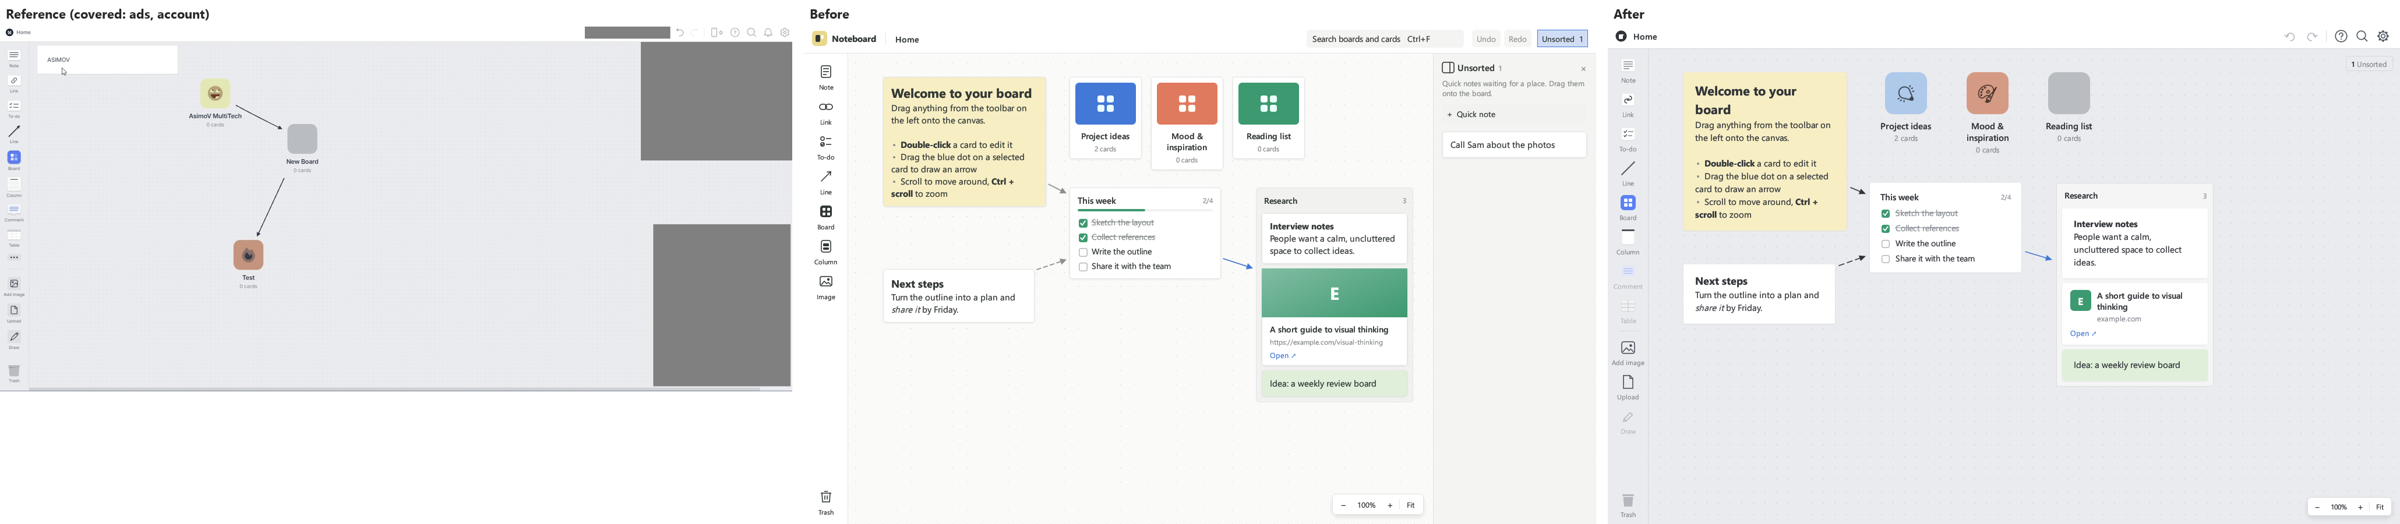 Reference (covered: ads, account)
Home
Note
Link
To-do
Line
Board
Column
Comment
Table
Add image
Upload
Draw
Trash
ASIMOV
AsimoV MultiTech
0 cards
New Board
0 cards
Test
0 cards
Before
Noteboard
Home
Search boards and cards Ctrl+F
Undo
Redo
Unsorted 1
Note
Link
To-do
Line
Board
Column
Image
Trash
Welcome to your board
Drag anything from the toolbar on
the left onto the canvas.
• Double-click a card to edit it
• Drag the blue dot on a selected
card to draw an arrow
• Scroll to move around, Ctrl +
scroll to zoom
Project ideas
2 cards
Mood &
inspiration
0 cards
Reading list
0 cards
This week 2/4
Sketch the layout
Collect references
Write the outline
Share it with the team
Next steps
Turn the outline into a plan and
share it by Friday.
Research 3
Interview notes
People want a calm, uncluttered
space to collect ideas.
E
A short guide to visual thinking
https://example.com/visual-thinking
Open ↗
Idea: a weekly review board
Unsorted 1 ×
Quick notes waiting for a place. Drag them
onto the board.
+ Quick note
Call Sam about the photos
− 100% + Fit
After
Home
1 Unsorted
Note
Link
To-do
Line
Board
Column
Comment
Table
Add image
Upload
Draw
Trash
Welcome to your
board
Drag anything from the toolbar on
the left onto the canvas.
• Double-click a card to edit it
• Drag the blue dot on a selected
card to draw an arrow
• Scroll to move around, Ctrl +
scroll to zoom
Project ideas
2 cards
Mood &
inspiration
0 cards
Reading list
0 cards
This week 2/4
Sketch the layout
Collect references
Write the outline
Share it with the team
Next steps
Turn the outline into a plan and
share it by Friday.
Research 3
Interview notes
People want a calm,
uncluttered space to collect
ideas.
E
A short guide to visual
thinking
example.com
Open ↗
Idea: a weekly review board
− 100% + Fit